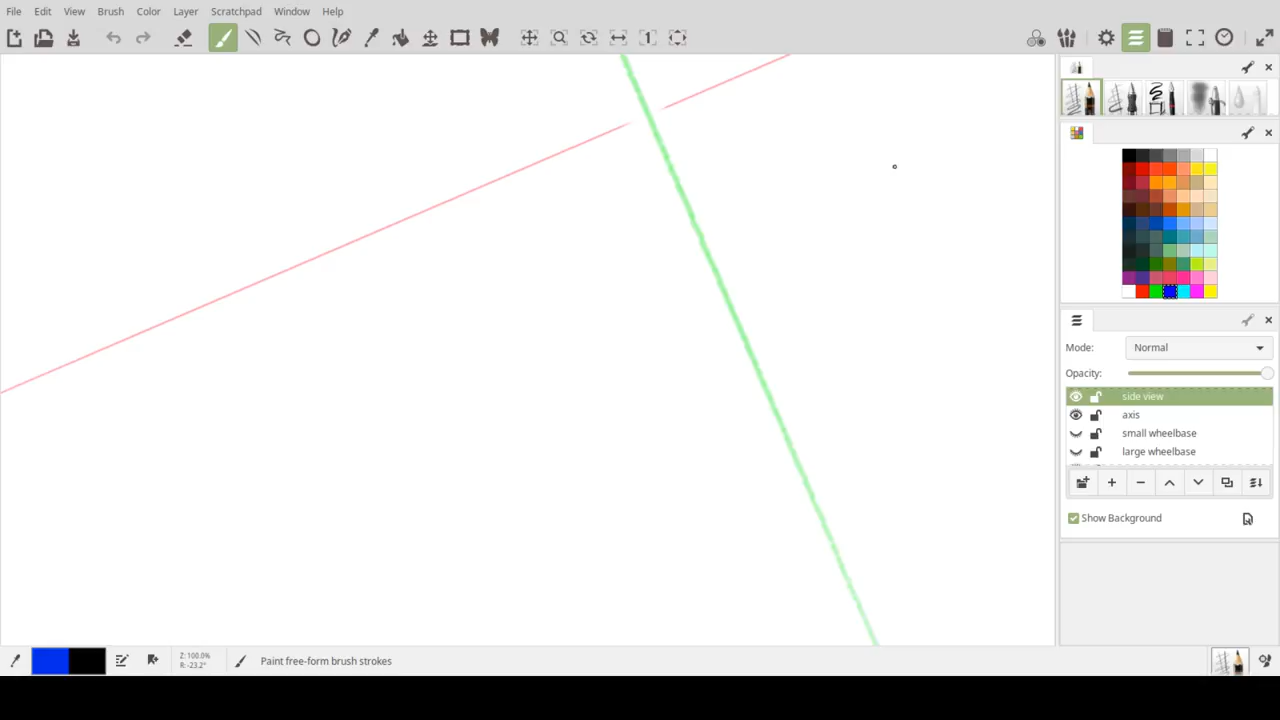 File Edit View Brush Color Layer Scratchpad Window Help
1
Mode: Normal
Opacity:
side view
axis
small wheelbase
large wheelbase
Show Background
Z: 100.0%
R: -23.2°
Paint free-form brush strokes